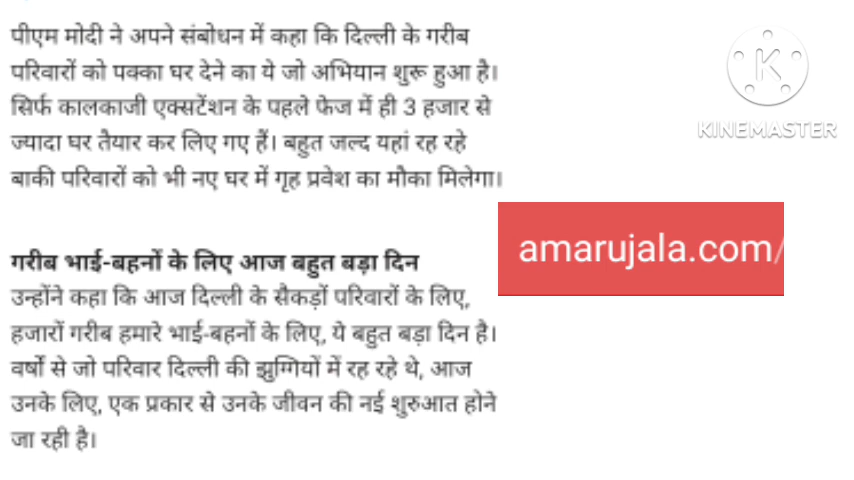 पीएम मोदी ने अपने संबोधन में कहा कि दिल्ली के गरीब
परिवारों को पक्का घर देने का ये जो अभियान शुरू हुआ है।
सिर्फ कालकाजी एक्सटेंशन के पहले फेज में ही 3 हजार से
ज्यादा घर तैयार कर लिए गए हैं। बहुत जल्द यहां रह रहे
बाकी परिवारों को भी नए घर में गृह प्रवेश का मौका मिलेगा।
K
KINEMASTER
amarujala.com/
गरीब भाई-बहनों के लिए आज बहुत बड़ा दिन
उन्होंने कहा कि आज दिल्ली के सैकड़ों परिवारों के लिए,
हजारों गरीब हमारे भाई-बहनों के लिए, ये बहुत बड़ा दिन है।
वर्षों से जो परिवार दिल्ली की झुग्गियों में रह रहे थे, आज
उनके लिए, एक प्रकार से उनके जीवन की नई शुरुआत होने
जा रही है।